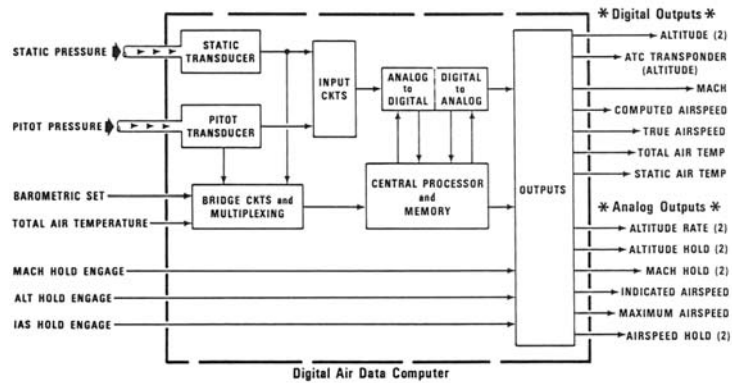 STATIC PRESSURE
PITOT PRESSURE
BAROMETRIC SET
TOTAL AIR TEMPERATURE
MACH HOLD ENGAGE
ALT HOLD ENGAGE
IAS HOLD ENGAGE
STATIC
TRANSDUCER
PITOT
TRANSDUCER
BRIDGE CKTS and
MULTIPLEXING
INPUT
CKTS
ANALOG
to
DIGITAL
DIGITAL
to
ANALOG
CENTRAL PROCESSOR
and
MEMORY
OUTPUTS
* Digital Outputs *
ALTITUDE (2)
ATC TRANSPONDER
(ALTITUDE)
MACH
COMPUTED AIRSPEED
TRUE AIRSPEED
TOTAL AIR TEMP
STATIC AIR TEMP
* Analog Outputs *
ALTITUDE RATE (2)
ALTITUDE HOLD (2)
MACH HOLD (2)
INDICATED AIRSPEED
MAXIMUM AIRSPEED
AIRSPEED HOLD (2)
Digital Air Data Computer